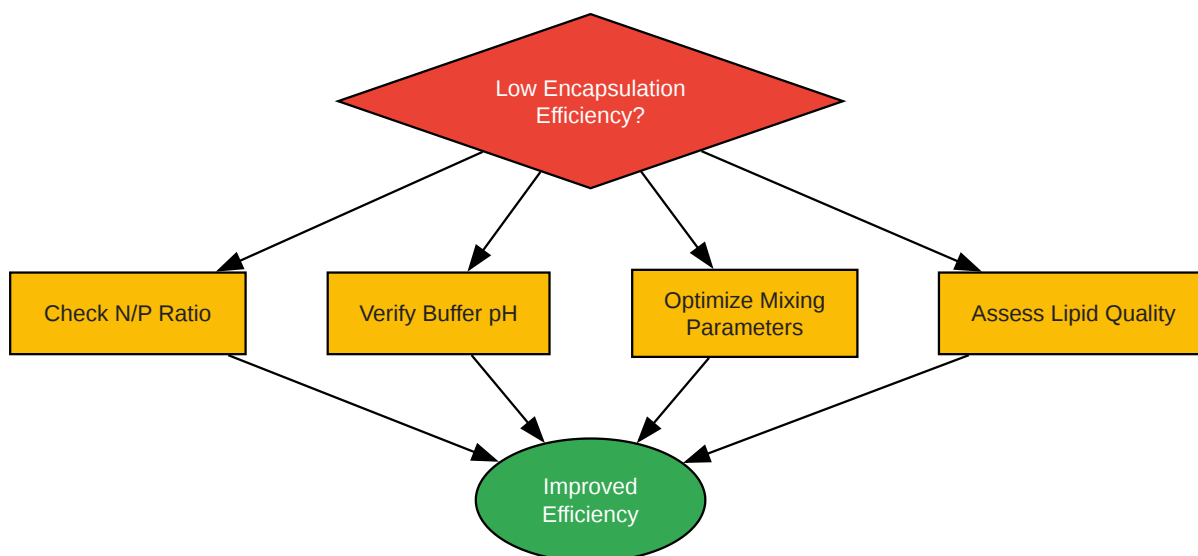 Low Encapsulation
Efficiency?
Check N/P Ratio
Verify Buffer pH
Optimize Mixing
Parameters
Assess Lipid Quality
Improved
Efficiency